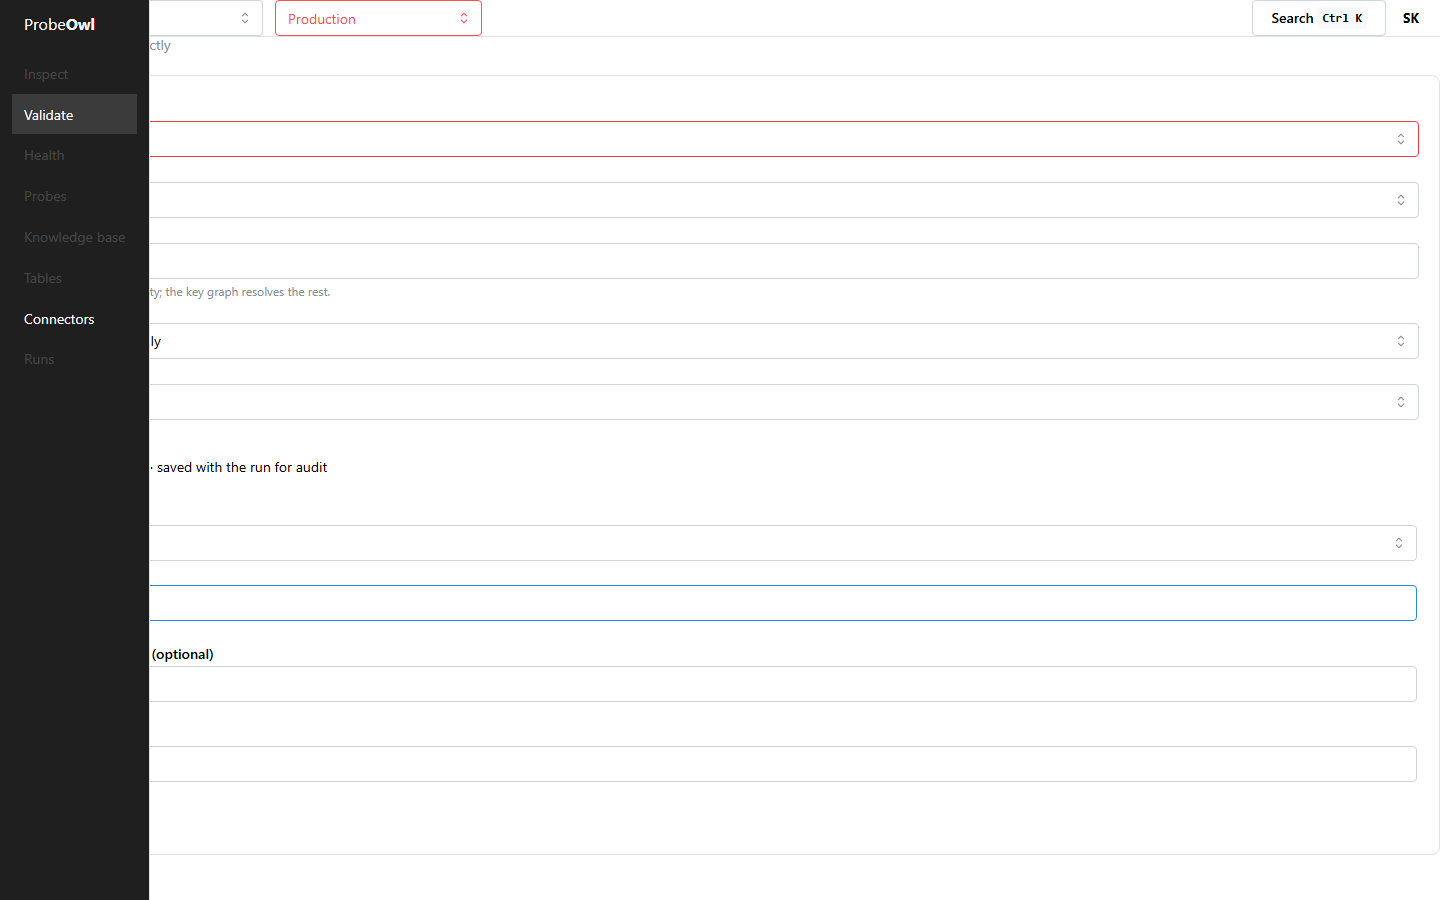 ProbeOwl
Production
Search Ctrl K
SK
ctly
Inspect
Validate
Health
Probes
Knowledge base
Tables
Connectors
Runs
ty; the key graph resolves the rest.
ly
· saved with the run for audit
(optional)